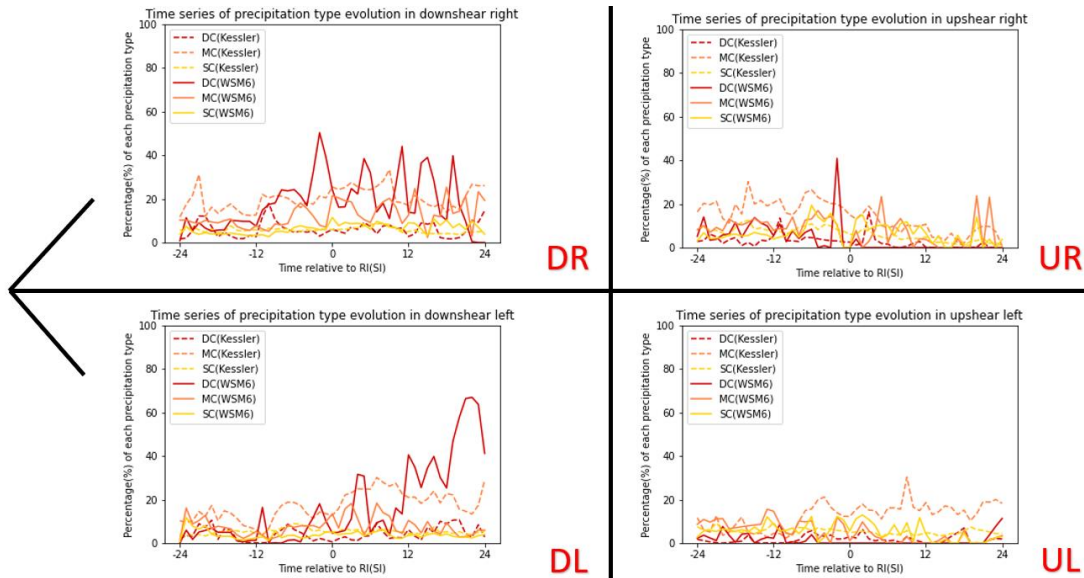 Time series of precipitation type evolution in downshear right
Percentage(%) of each precipitation type
100
80
60
40
20
0
DC(Kessler)
MC(Kessler)
SC(Kessler)
DC(WSM6)
MC(WSM6)
SC(WSM6)
-24 -12 0 12 24
Time relative to RI(SI)
DR
Time series of precipitation type evolution in upshear right
Percentage(%) of each precipitation type
100
80
60
40
20
0
DC(Kessler)
MC(Kessler)
SC(Kessler)
DC(WSM6)
MC(WSM6)
SC(WSM6)
-24 -12 0 12 24
Time relative to RI(SI)
UR
Time series of precipitation type evolution in downshear left
Percentage(%) of each precipitation type
100
80
60
40
20
0
DC(Kessler)
MC(Kessler)
SC(Kessler)
DC(WSM6)
MC(WSM6)
SC(WSM6)
-24 -12 0 12 24
Time relative to RI(SI)
DL
Time series of precipitation type evolution in upshear left
Percentage(%) of each precipitation type
100
80
60
40
20
0
DC(Kessler)
MC(Kessler)
SC(Kessler)
DC(WSM6)
MC(WSM6)
SC(WSM6)
-24 -12 0 12 24
Time relative to RI(SI)
UL